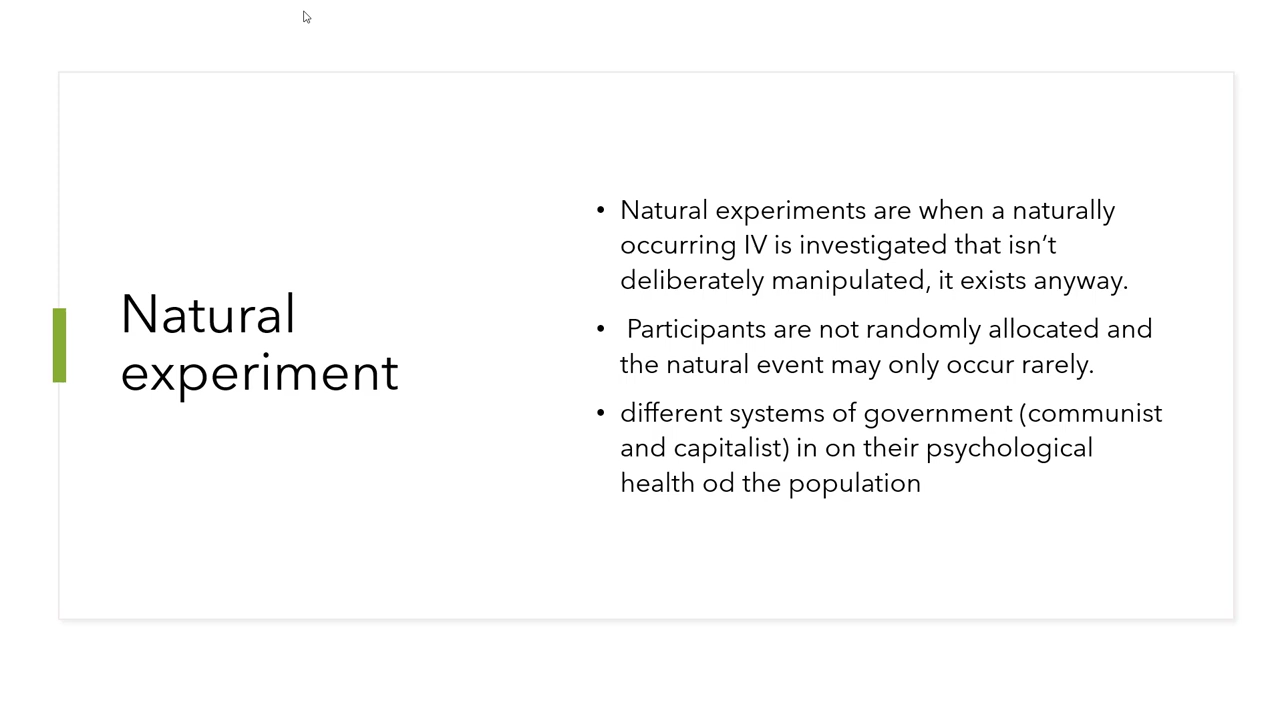 Natural
experiment
• Natural experiments are when a naturally
occurring IV is investigated that isn’t
deliberately manipulated, it exists anyway.
• Participants are not randomly allocated and
the natural event may only occur rarely.
• different systems of government (communist
and capitalist) in on their psychological
health od the population